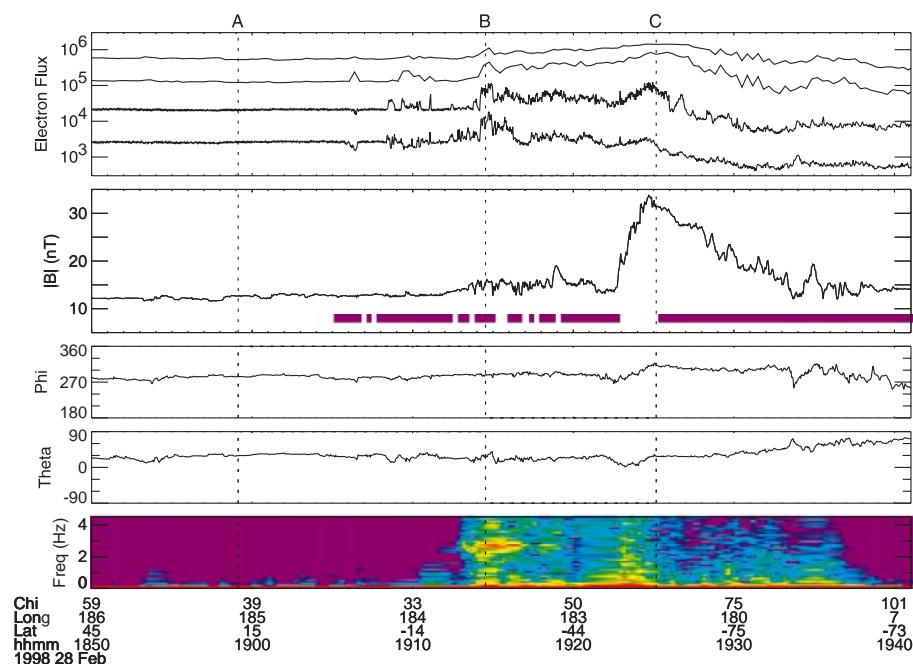 A B C
Electron Flux
10^6
10^5
10^4
10^3
|B| (nT)
30
20
10
Phi
360
270
180
Theta
90
0
-90
Freq (Hz)
4
2
0
Chi 59 39 33 50 75 101
Long 186 185 184 183 180 7
Lat 45 15 -14 -44 -75 -73
hhmm 1850 1900 1910 1920 1930 1940
1998 28 Feb